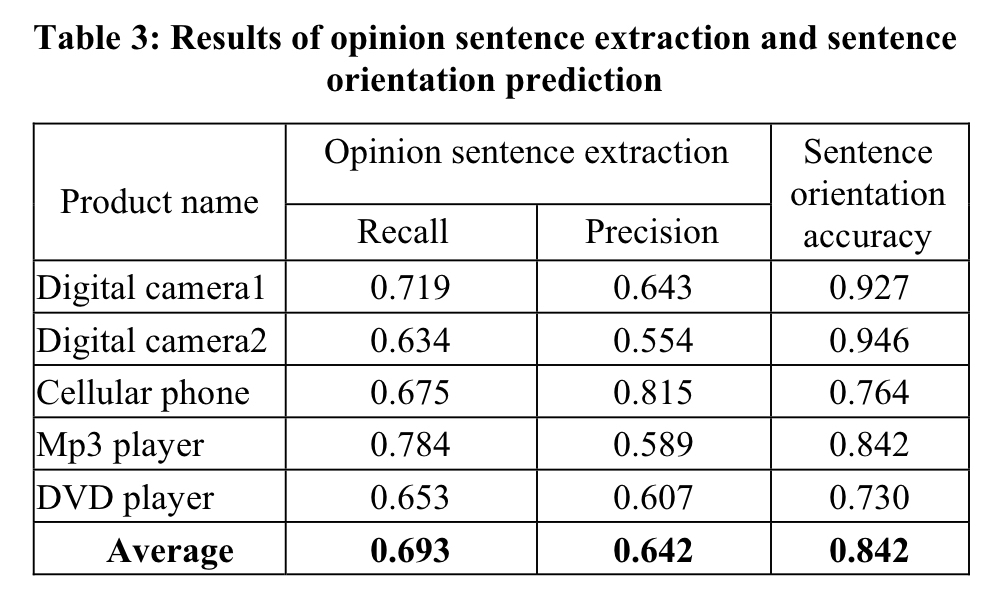 Table 3: Results of opinion sentence extraction and sentence
orientation prediction
Product name
Opinion sentence extraction
Sentence
orientation
accuracy
Recall
Precision
Digital camera1 0.719 0.643 0.927
Digital camera2 0.634 0.554 0.946
Cellular phone 0.675 0.815 0.764
Mp3 player 0.784 0.589 0.842
DVD player 0.653 0.607 0.730
Average 0.693 0.642 0.842